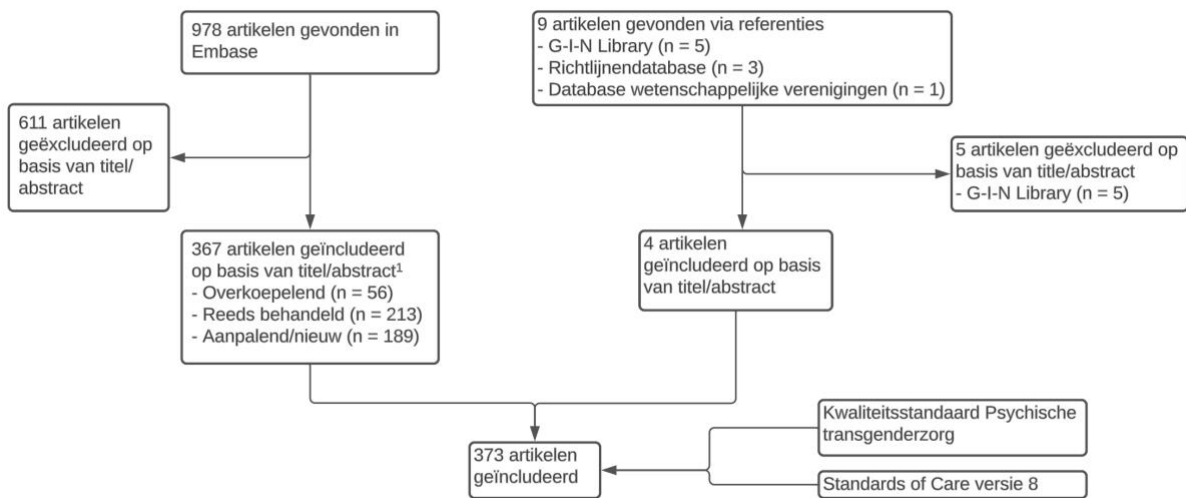 978 artikelen gevonden in
Embase
9 artikelen gevonden via referenties
- G-I-N Library (n = 5)
- Richtlijnendatabase (n = 3)
- Database wetenschappelijke verenigingen (n = 1)
611 artikelen
geëxcludeerd op
basis van titel/
abstract
5 artikelen geëxcludeerd op
basis van title/abstract
- G-I-N Library (n = 5)
367 artikelen geïncludeerd
op basis van titel/abstract¹
- Overkoepelend (n = 56)
- Reeds behandeld (n = 213)
- Aanpalend/nieuw (n = 189)
4 artikelen
geïncludeerd op basis
van titel/abstract
Kwaliteitsstandaard Psychische
transgenderzorg
373 artikelen
geïncludeerd
Standards of Care versie 8